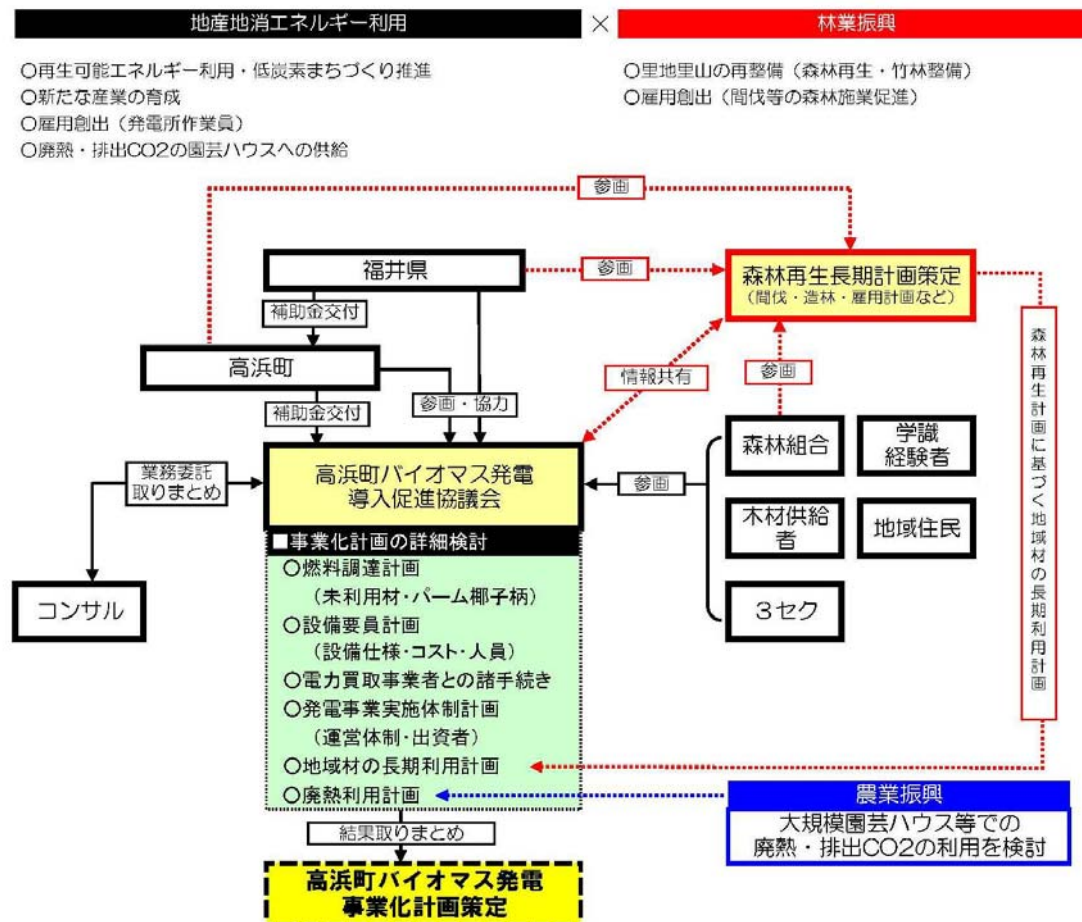 地産地消エネルギー利用
×
林業振興
○再生可能エネルギー利用・低炭素まちづくり推進
○新たな産業の育成
○雇用創出（発電所作業員）
○廃熱・排出CO2の園芸ハウスへの供給
○里地里山の再整備（森林再生・竹林整備）
○雇用創出（間伐等の森林施業促進）
参画
福井県
参画
森林再生長期計画策定
（間伐・造林・雇用計画など）
補助金交付
高浜町
情報共有
参画
補助金交付
参画・協力
森林組合
学識
経験者
業務委託
取りまとめ
高浜町バイオマス発電
導入促進協議会
参画
木材供給
者
地域住民
コンサル
3セク
森林再生計画に基づく地域材の長期利用計画
■事業化計画の詳細検討
○燃料調達計画
（未利用材・パーム椰子柄）
○設備要員計画
（設備仕様・コスト・人員）
○電力買取事業者との諸手続き
○発電事業実施体制計画
（運営体制・出資者）
○地域材の長期利用計画
○廃熱利用計画
農業振興
大規模園芸ハウス等での
廃熱・排出CO2の利用を検討
結果取りまとめ
高浜町バイオマス発電
事業化計画策定